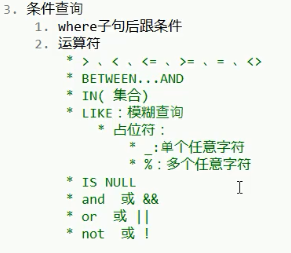 3. 条件查询
1. where子句后跟条件
2. 运算符
* > 、< 、<= 、>= 、= 、<>
* BETWEEN...AND
* IN( 集合)
* LIKE：模糊查询
* 占位符：
* _:单个任意字符
* %：多个任意字符
* IS NULL
* and  或 &&
* or  或 ||
* not  或 !